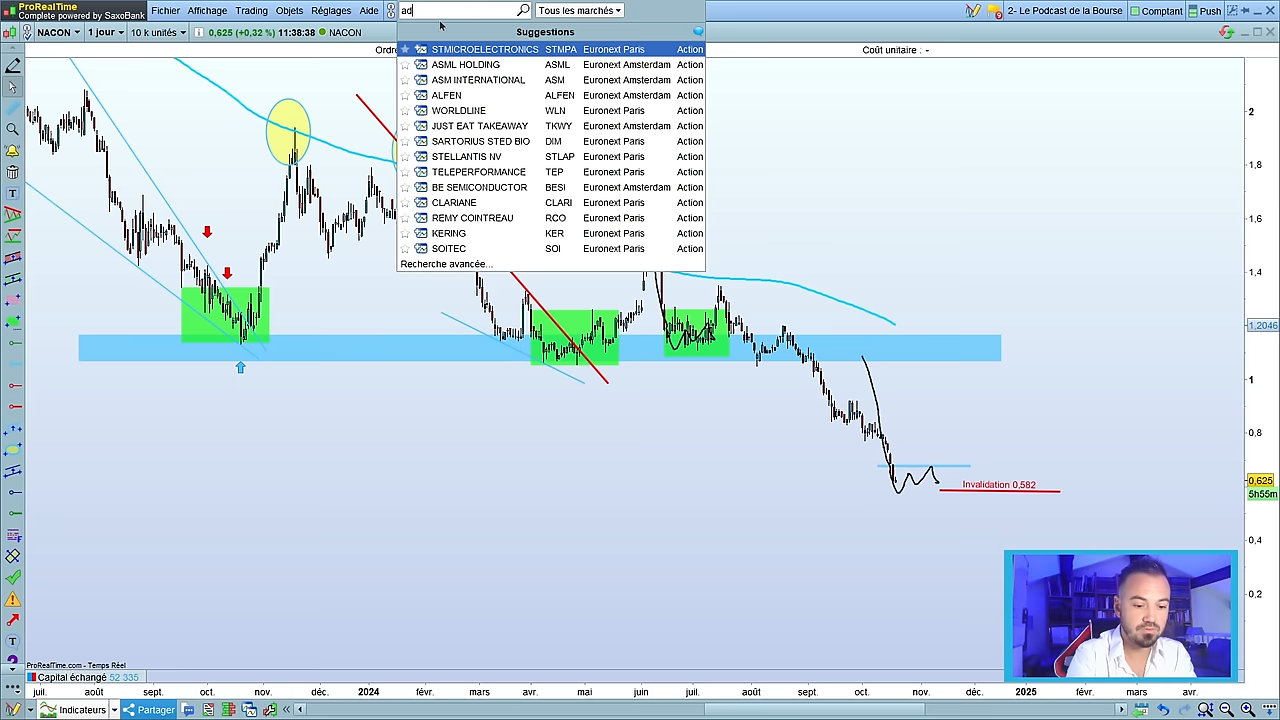 ProRealTime
Complete powered by SaxoBank
Fichier Affichage Trading Objets Réglages Aide
ad
Tous les marchés
2- Le Podcast de la Bourse
Comptant
Push
NACON
1 jour
10 k unités
0,625 (+0,32 %) 11:38:38 NACON
Ordre
Coût unitaire : -
Suggestions
STMICROELECTRONICS STMPA Euronext Paris Action
ASML HOLDING ASML Euronext Amsterdam Action
ASM INTERNATIONAL ASM Euronext Amsterdam Action
ALFEN ALFEN Euronext Amsterdam Action
WORLDLINE WLN Euronext Paris Action
JUST EAT TAKEAWAY TKWY Euronext Amsterdam Action
SARTORIUS STED BIO DIM Euronext Paris Action
STELLANTIS NV STLAP Euronext Paris Action
TELEPERFORMANCE TEP Euronext Paris Action
BE SEMICONDUCTOR BESI Euronext Amsterdam Action
CLARIANE CLARI Euronext Paris Action
REMY COINTREAU RCO Euronext Paris Action
KERING KER Euronext Paris Action
SOITEC SOI Euronext Paris Action
Recherche avancée...
2
1,8
1,6
1,4
1,2046
1
0,8
0,625
5h55m
0,4
0,2
Invalidation 0,582
ProRealTime.com - Temps Réel
Capital échangé 52 335
juil. août sept. oct. nov. déc. 2024 févr. mars avr. mai juin juil. août sept. oct. nov. déc. 2025 févr. mars avr.
Indicateurs
Partager